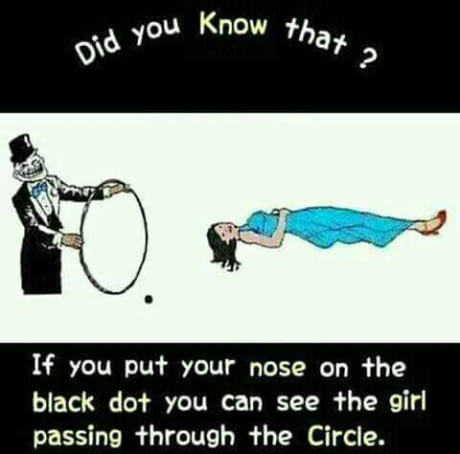 Did you Know that ?
If you put your nose on the
black dot you can see the girl
passing through the Circle.